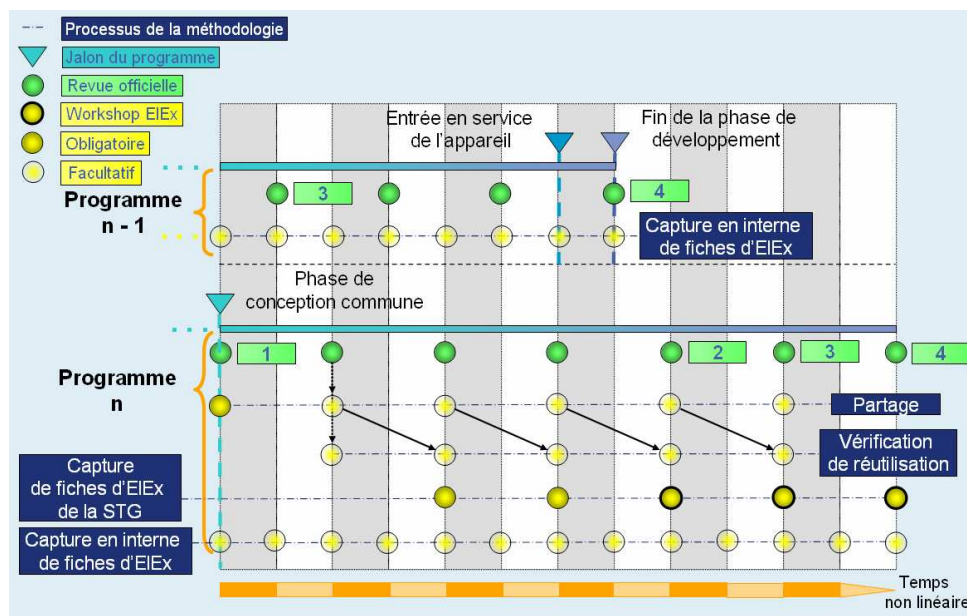 Processus de la méthodologie
Jalon du programme
Revue officielle
Workshop ElEx
Obligatoire
Facultatif
Entrée en service
de l'appareil
Fin de la phase de
développement
3
4
Programme
n - 1
Capture en interne
de fiches d'ElEx
Phase de
conception commune
1
2
3
4
Programme
n
Partage
Vérification
de réutilisation
Capture
de fiches d'ElEx
de la STG
Capture en interne
de fiches d'ElEx
Temps
non linéaire